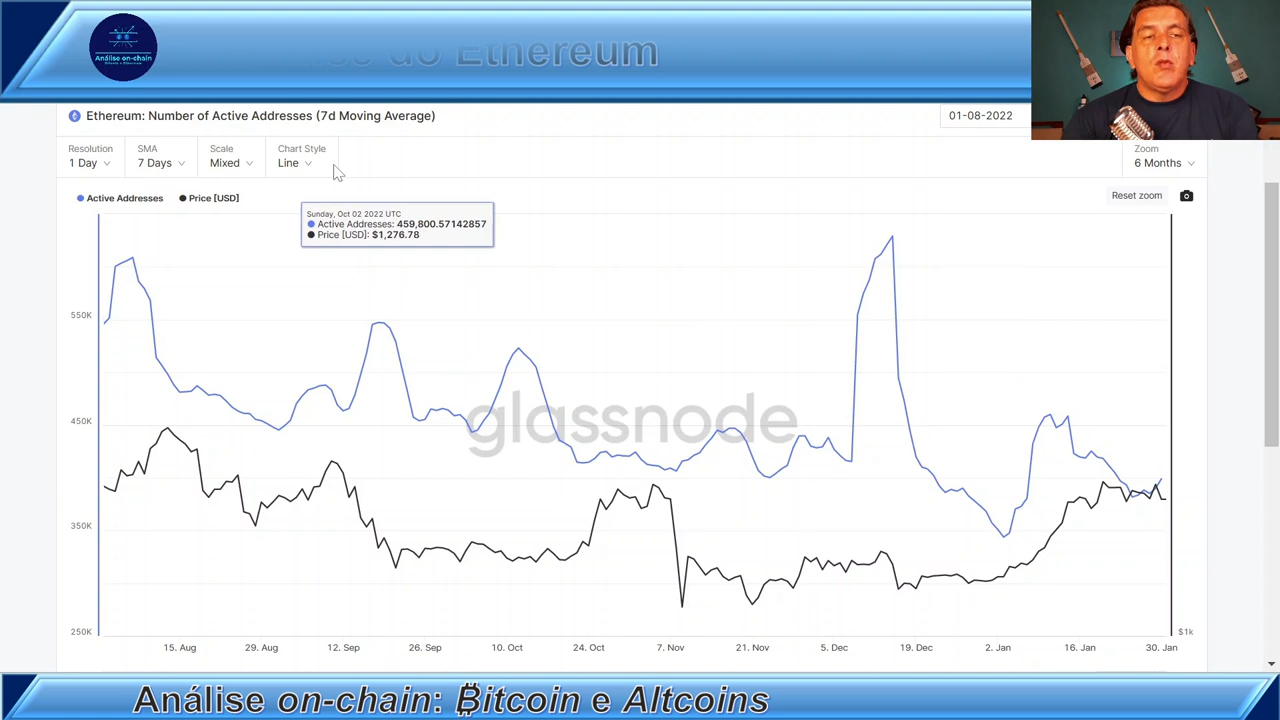 do Ethereum
Análise on-chain
Bitcoin e Ethereum
Ethereum: Number of Active Addresses (7d Moving Average)
01-08-2022
Resolution
1 Day
SMA
7 Days
Scale
Mixed
Chart Style
Line
Zoom
6 Months
Active Addresses
Price [USD]
Reset zoom
Sunday, Oct 02 2022 UTC
Active Addresses: 459,800.57142857
Price [USD]: $1,276.78
550K
450K
350K
250K
$1k
glassnode
15. Aug
29. Aug
12. Sep
26. Sep
10. Oct
24. Oct
7. Nov
21. Nov
5. Dec
19. Dec
2. Jan
16. Jan
30. Jan
Análise on-chain: ₿itcoin e Altcoins